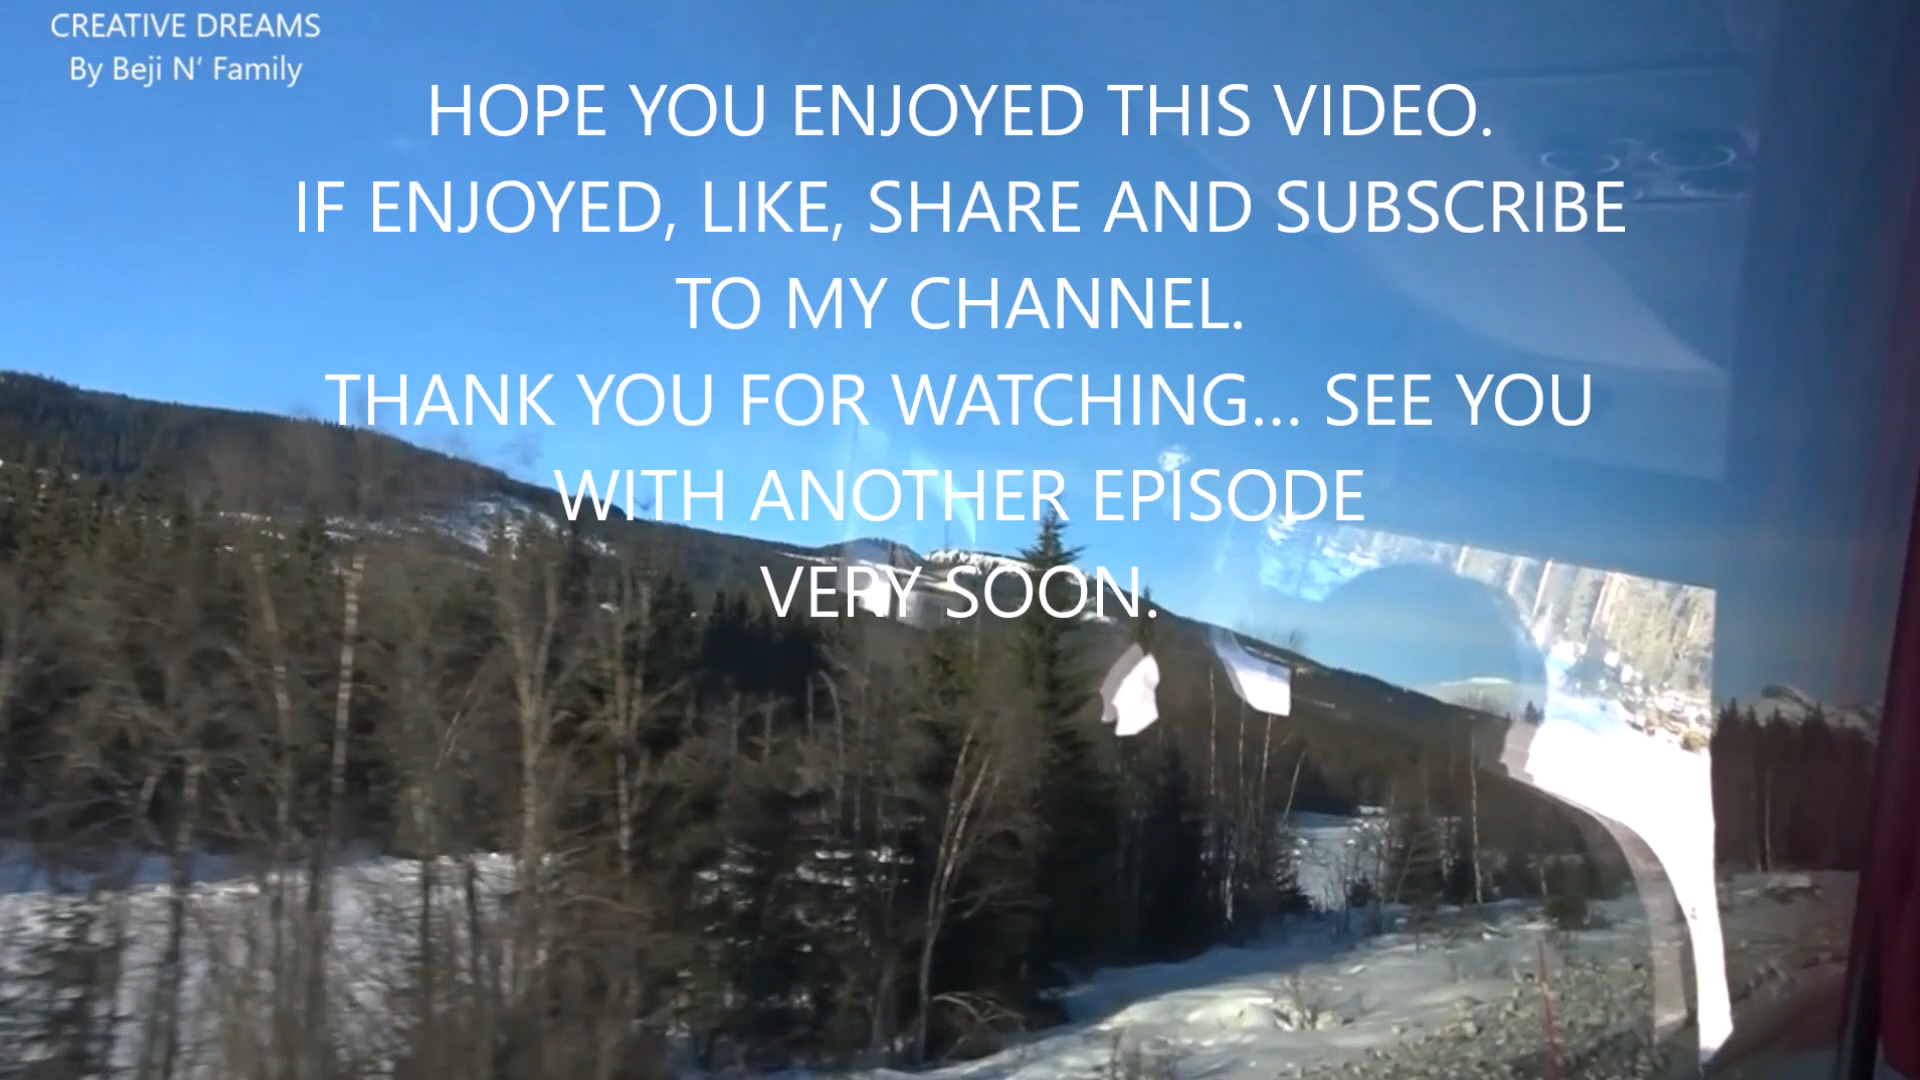 CREATIVE DREAMS
By Beji N' Family
HOPE YOU ENJOYED THIS VIDEO.
IF ENJOYED, LIKE, SHARE AND SUBSCRIBE
TO MY CHANNEL.
THANK YOU FOR WATCHING... SEE YOU
WITH ANOTHER EPISODE
VERY SOON.